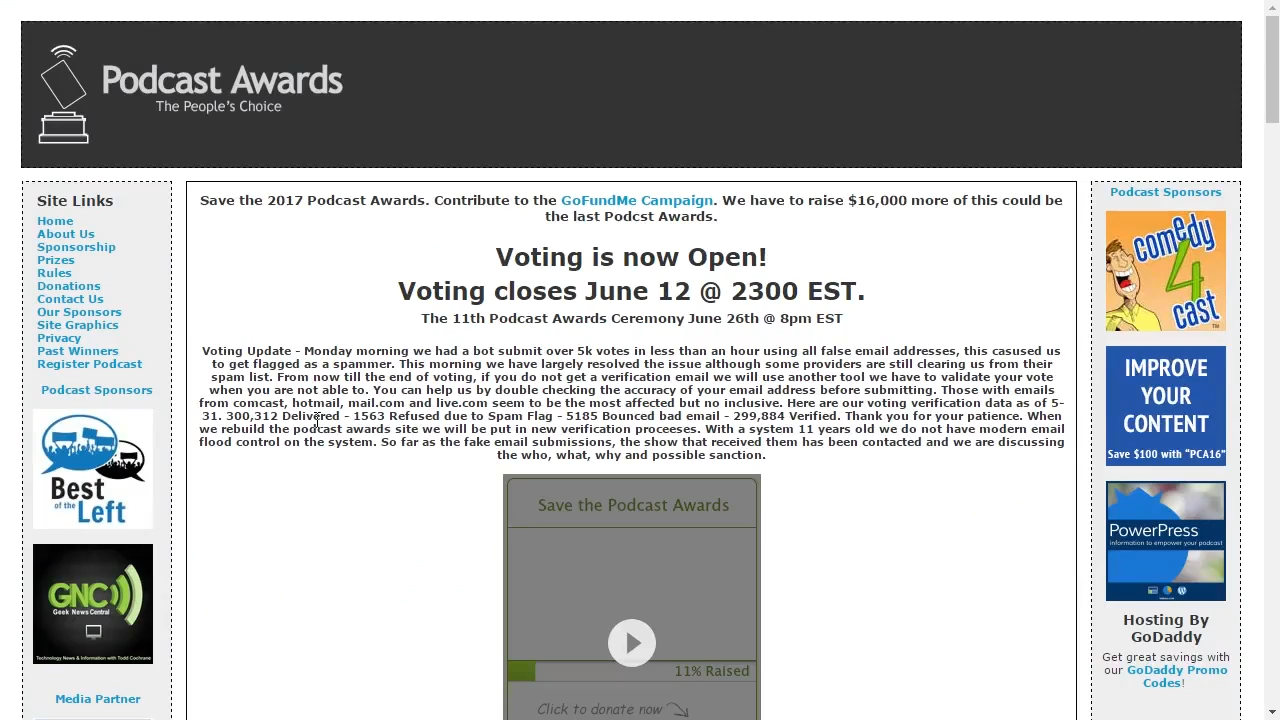 Podcast Awards
The People's Choice
Site Links
Home
About Us
Sponsorship
Prizes
Rules
Donations
Contact Us
Our Sponsors
Site Graphics
Privacy
Past Winners
Register Podcast
Podcast Sponsors
Best
of the
Left
GNC
Geek News Central
Technology News & Information with Todd Cochrane
Media Partner
Save the 2017 Podcast Awards. Contribute to the GoFundMe Campaign. We have to raise $16,000 more of this could be
the last Podcst Awards.
Voting is now Open!
Voting closes June 12 @ 2300 EST.
The 11th Podcast Awards Ceremony June 26th @ 8pm EST
Voting Update - Monday morning we had a bot submit over 5k votes in less than an hour using all false email addresses, this casused us
to get flagged as a spammer. This morning we have largely resolved the issue although some providers are still clearing us from their
spam list. From now till the end of voting, if you do not get a verification email we will use another tool we have to validate your vote
when you are not able to. You can help us by double checking the accuracy of your email address before submitting. Those with emails
from comcast, hotmail, mail.com and live.com seem to be the most affected but no inclusive. Here are our voting verification data as of 5-
31. 300,312 Delivered - 1563 Refused due to Spam Flag - 5185 Bounced bad email - 299,884 Verified. Thank you for your patience. When
we rebuild the podcast awards site we will be put in new verification proceeses. With a system 11 years old we do not have modern email
flood control on the system. So far as the fake email submissions, the show that received them has been contacted and we are discussing
the who, what, why and possible sanction.
Save the Podcast Awards
11% Raised
Click to donate now
Podcast Sponsors
comedy
4
cast
TM
IMPROVE
YOUR
CONTENT
Save $100 with "PCA16"
PowerPress
information to empower your podcast
Hosting By
GoDaddy
Get great savings with
our GoDaddy Promo
Codes!